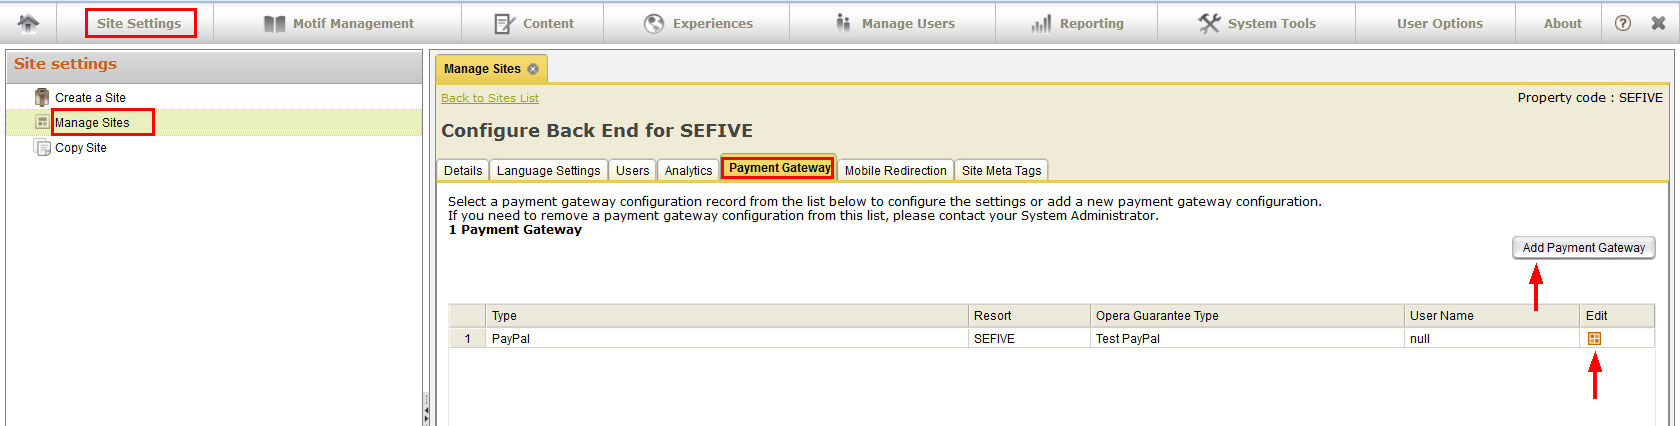 Site Settings Motif Management Content Experiences Manage Users Reporting System Tools User Options About ?
Site settings
Create a Site
Manage Sites
Copy Site
Manage Sites
Back to Sites List Property code : SEFIVE
Configure Back End for SEFIVE
Details Language Settings Users Analytics Payment Gateway Mobile Redirection Site Meta Tags
Select a payment gateway configuration record from the list below to configure the settings or add a new payment gateway configuration.
If you need to remove a payment gateway configuration from this list, please contact your System Administrator.
1 Payment Gateway
Add Payment Gateway
Type Resort Opera Guarantee Type User Name Edit
1 PayPal SEFIVE Test PayPal null